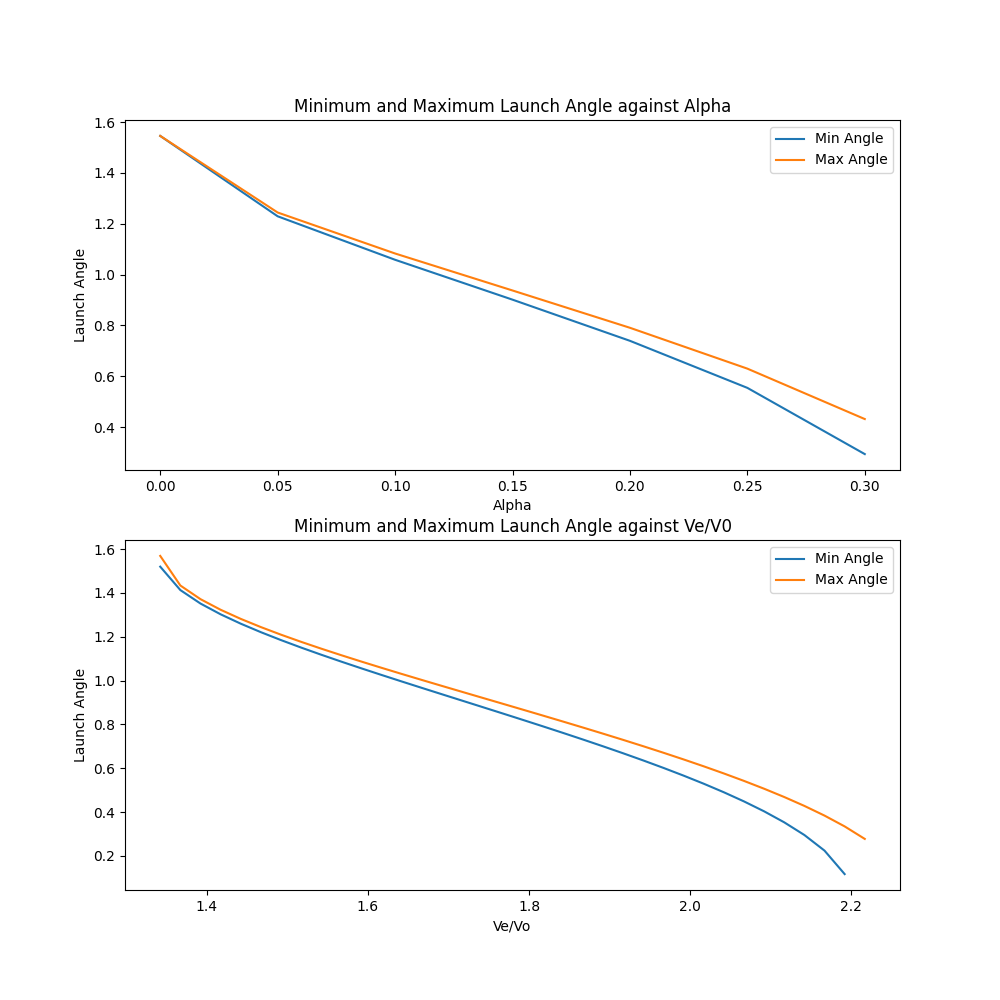 Minimum and Maximum Launch Angle against Alpha
Min Angle
Max Angle
Launch Angle
1.6
1.4
1.2
1.0
0.8
0.6
0.4
0.00 0.05 0.10 0.15 0.20 0.25 0.30
Alpha
Minimum and Maximum Launch Angle against Ve/V0
Min Angle
Max Angle
Launch Angle
1.6
1.4
1.2
1.0
0.8
0.6
0.4
0.2
1.4 1.6 1.8 2.0 2.2
Ve/Vo